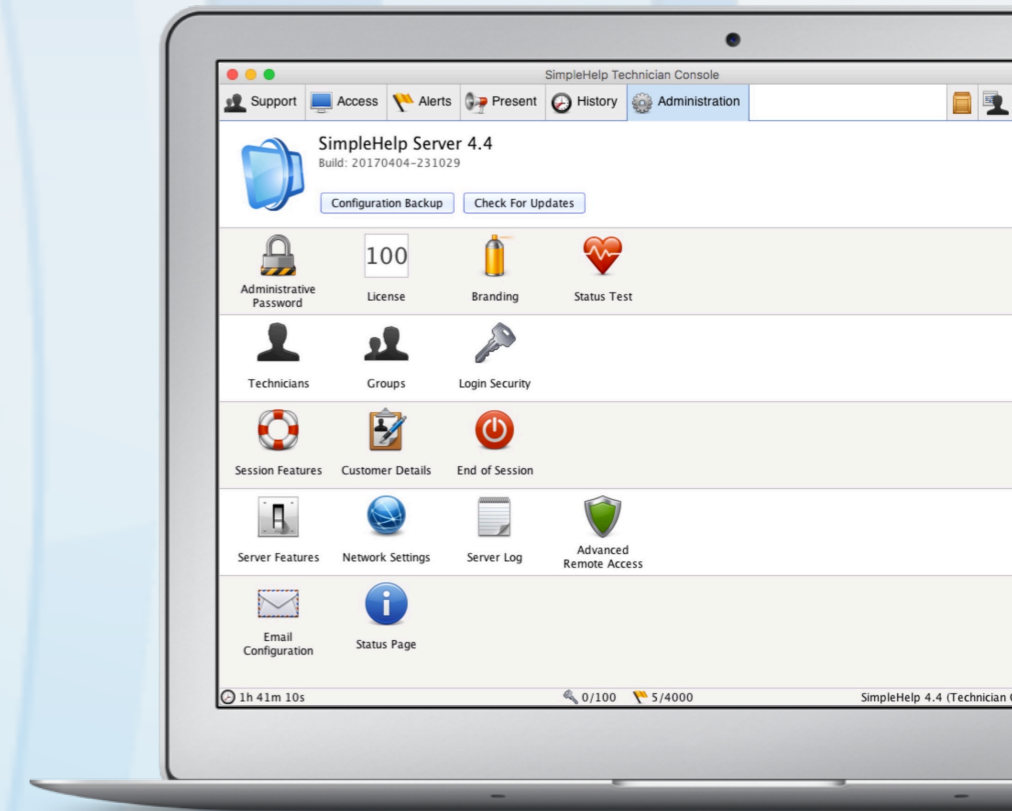 SimpleHelp Technician Console
Support Access Alerts Present History Administration
SimpleHelp Server 4.4
Build: 20170404-231029
Configuration Backup Check For Updates
100
Administrative
Password License Branding Status Test
Technicians Groups Login Security
Session Features Customer Details End of Session
Server Features Network Settings Server Log Advanced
Remote Access
Email
Configuration Status Page
1h 41m 10s 0/100 5/4000 SimpleHelp 4.4 (Technician